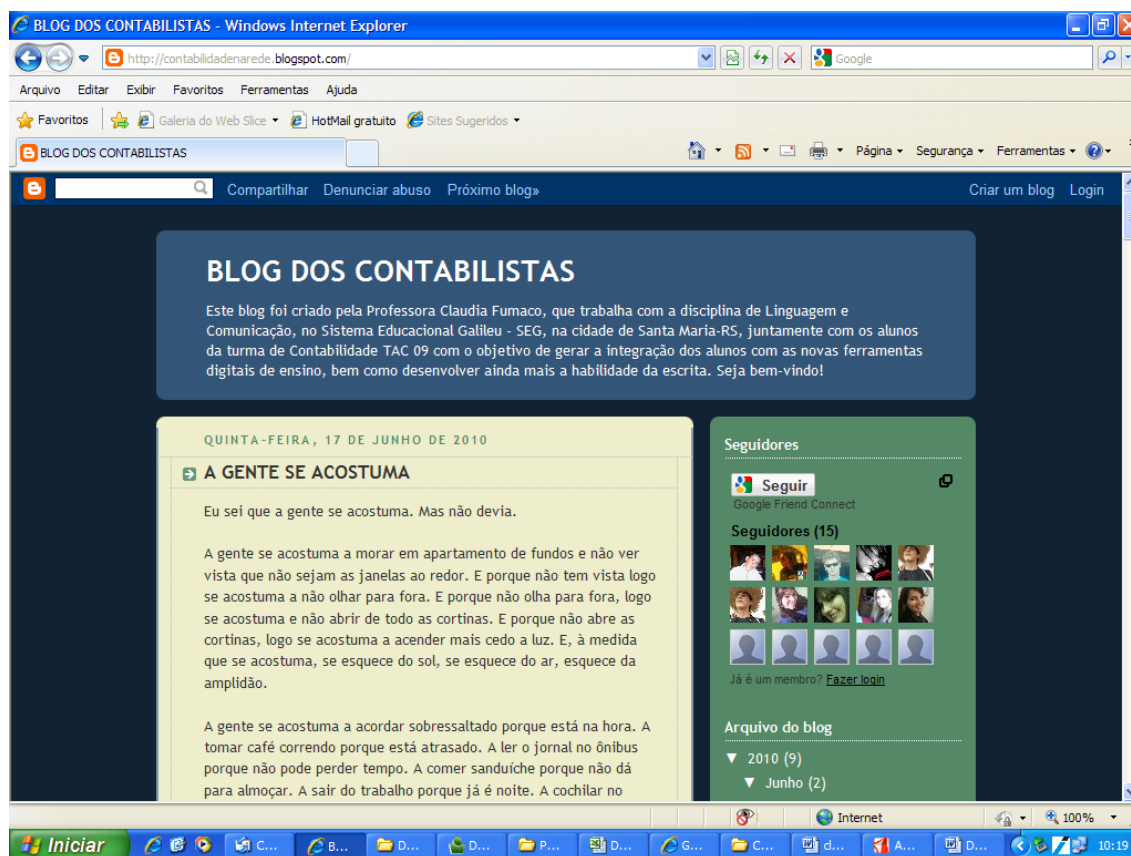 BLOG DOS CONTABILISTAS - Windows Internet Explorer
http://contabilidadenarede.blogspot.com/
Google
Arquivo Editar Exibir Favoritos Ferramentas Ajuda
Favoritos Galeria do Web Slice HotMail gratuito Sites Sugeridos
BLOG DOS CONTABILISTAS Página Segurança Ferramentas
Compartilhar Denunciar abuso Próximo blog» Criar um blog Login
BLOG DOS CONTABILISTAS
Este blog foi criado pela Professora Claudia Fumaco, que trabalha com a disciplina de Linguagem e
Comunicação, no Sistema Educacional Galileu - SEG, na cidade de Santa Maria-RS, juntamente com os alunos
da turma de Contabilidade TAC 09 com o objetivo de gerar a integração dos alunos com as novas ferramentas
digitais de ensino, bem como desenvolver ainda mais a habilidade da escrita. Seja bem-vindo!
QUINTA-FEIRA, 17 DE JUNHO DE 2010
A GENTE SE ACOSTUMA
Eu sei que a gente se acostuma. Mas não devia.
A gente se acostuma a morar em apartamento de fundos e não ver
vista que não sejam as janelas ao redor. E porque não tem vista logo
se acostuma a não olhar para fora. E porque não olha para fora, logo
se acostuma e não abrir de todo as cortinas. E porque não abre as
cortinas, logo se acostuma a acender mais cedo a luz. E, à medida
que se acostuma, se esquece do sol, se esquece do ar, esquece da
amplidão.
A gente se acostuma a acordar sobressaltado porque está na hora. A
tomar café correndo porque está atrasado. A ler o jornal no ônibus
porque não pode perder tempo. A comer sanduíche porque não dá
para almoçar. A sair do trabalho porque já é noite. A cochilar no
Seguidores
Seguir
Google Friend Connect
Seguidores (15)
Já é um membro? Fazer login
Arquivo do blog
▼ 2010 (9)
▼ Junho (2)
Internet 100%
Iniciar C... B... D... D... P... D... G... C... d... A... D... 10:19